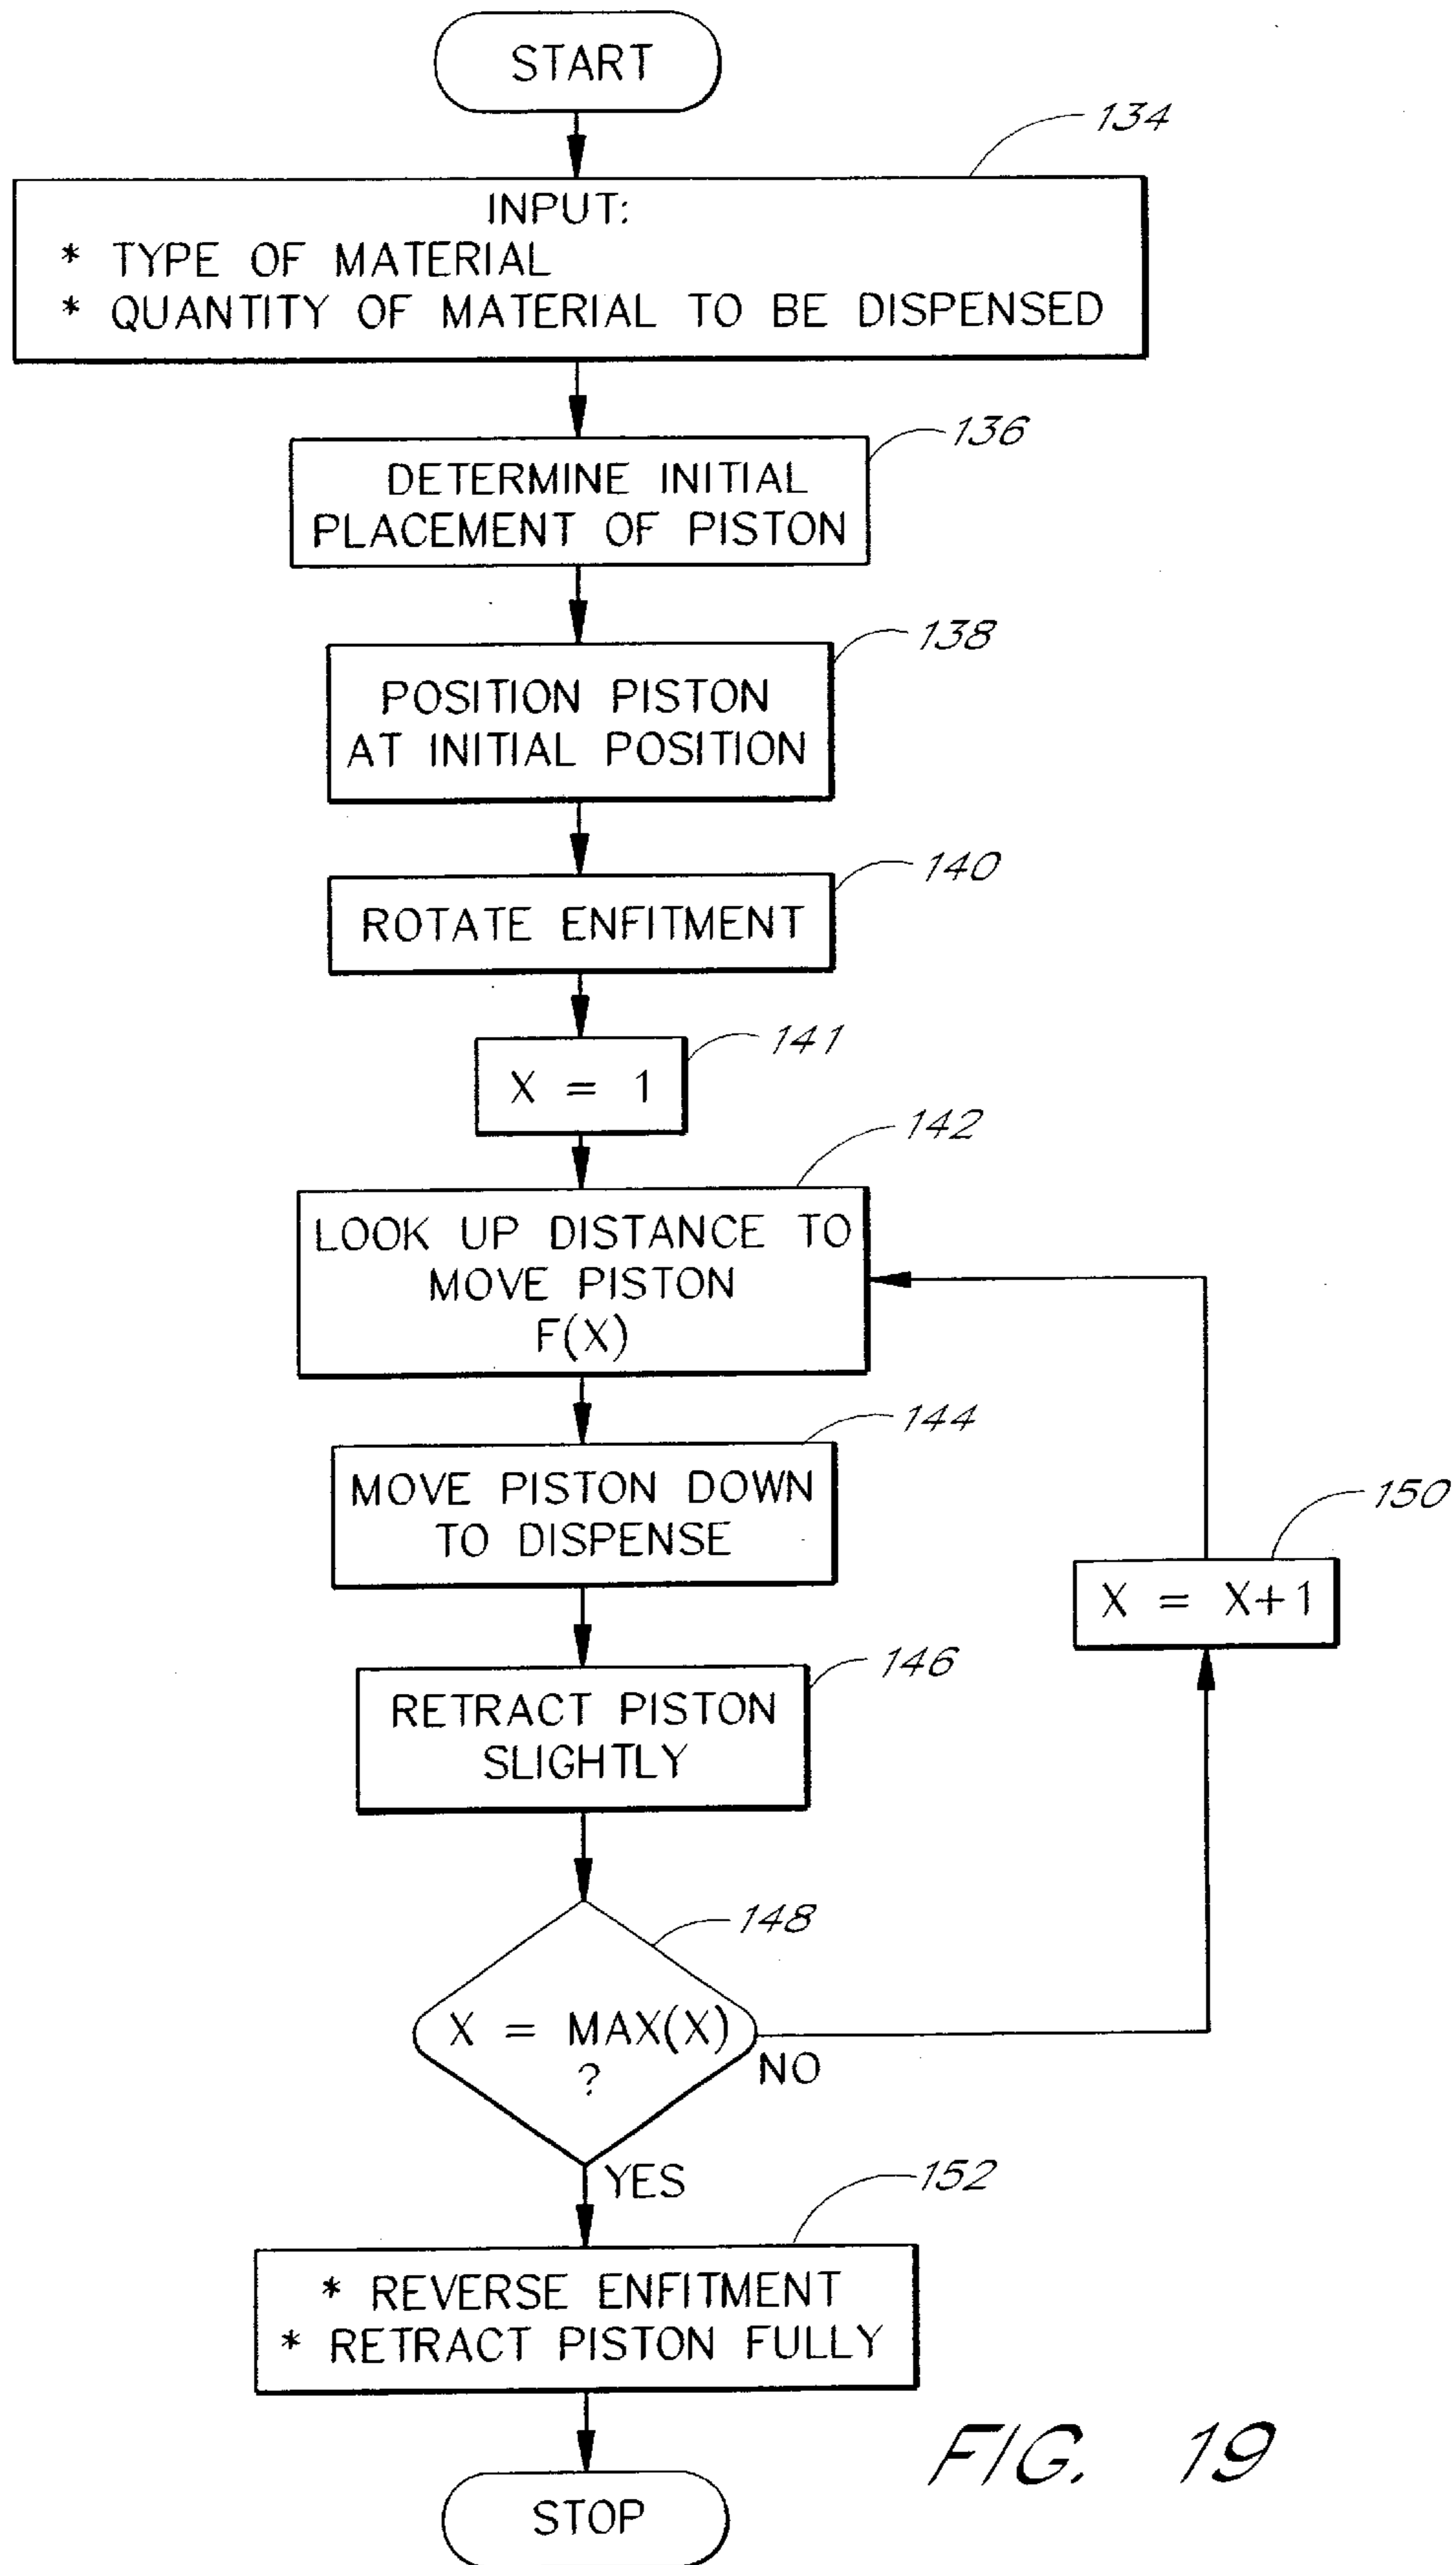 START
134
INPUT:
* TYPE OF MATERIAL
* QUANTITY OF MATERIAL TO BE DISPENSED
136
DETERMINE INITIAL
PLACEMENT OF PISTON
138
POSITION PISTON
AT INITIAL POSITION
140
ROTATE ENFITMENT
141
X = 1
142
LOOK UP DISTANCE TO
MOVE PISTON
F(X)
144
MOVE PISTON DOWN
TO DISPENSE
150
X = X+1
146
RETRACT PISTON
SLIGHTLY
148
X = MAX(X)
?
NO
YES
152
* REVERSE ENFITMENT
* RETRACT PISTON FULLY
STOP
FIG. 19